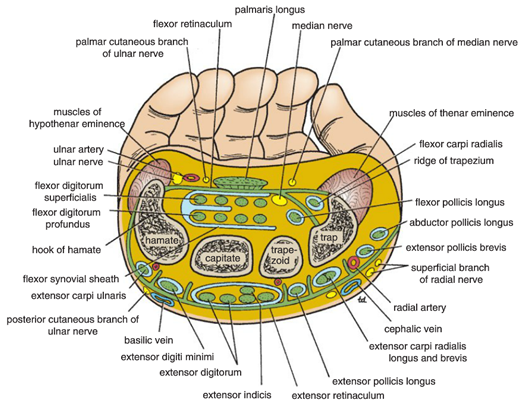 palmaris longus
flexor retinaculum
median nerve
palmar cutaneous branch
of ulnar nerve
palmar cutaneous branch of median nerve
muscles of
hypothenar eminence
muscles of thenar eminence
ulnar artery
ulnar nerve
flexor carpi radialis
ridge of trapezium
flexor digitorum
superficialis
flexor digitorum
profundus
flexor pollicis longus
abductor pollicis longus
hook of hamate
hamate
capitate
trape-
zoid
trap
extensor pollicis brevis
superficial branch
of radial nerve
flexor synovial sheath
extensor carpi ulnaris
radial artery
posterior cutaneous branch of
ulnar nerve
cephalic vein
basilic vein
extensor carpi radialis
longus and brevis
extensor digiti minimi
extensor digitorum
extensor pollicis longus
extensor indicis
extensor retinaculum